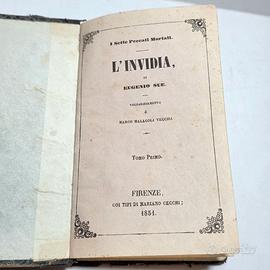 I Sette Peccati Mortali.
L'INVIDIA,
DI
EUGENIO SUE.
VOLGARIZZAMENTO
di
MARCO MALAGOLI VECCHJ
TOMO PRIMO.
FIRENZE,
COI TIPI DI MARIANO CECCHI;
1851.
subito